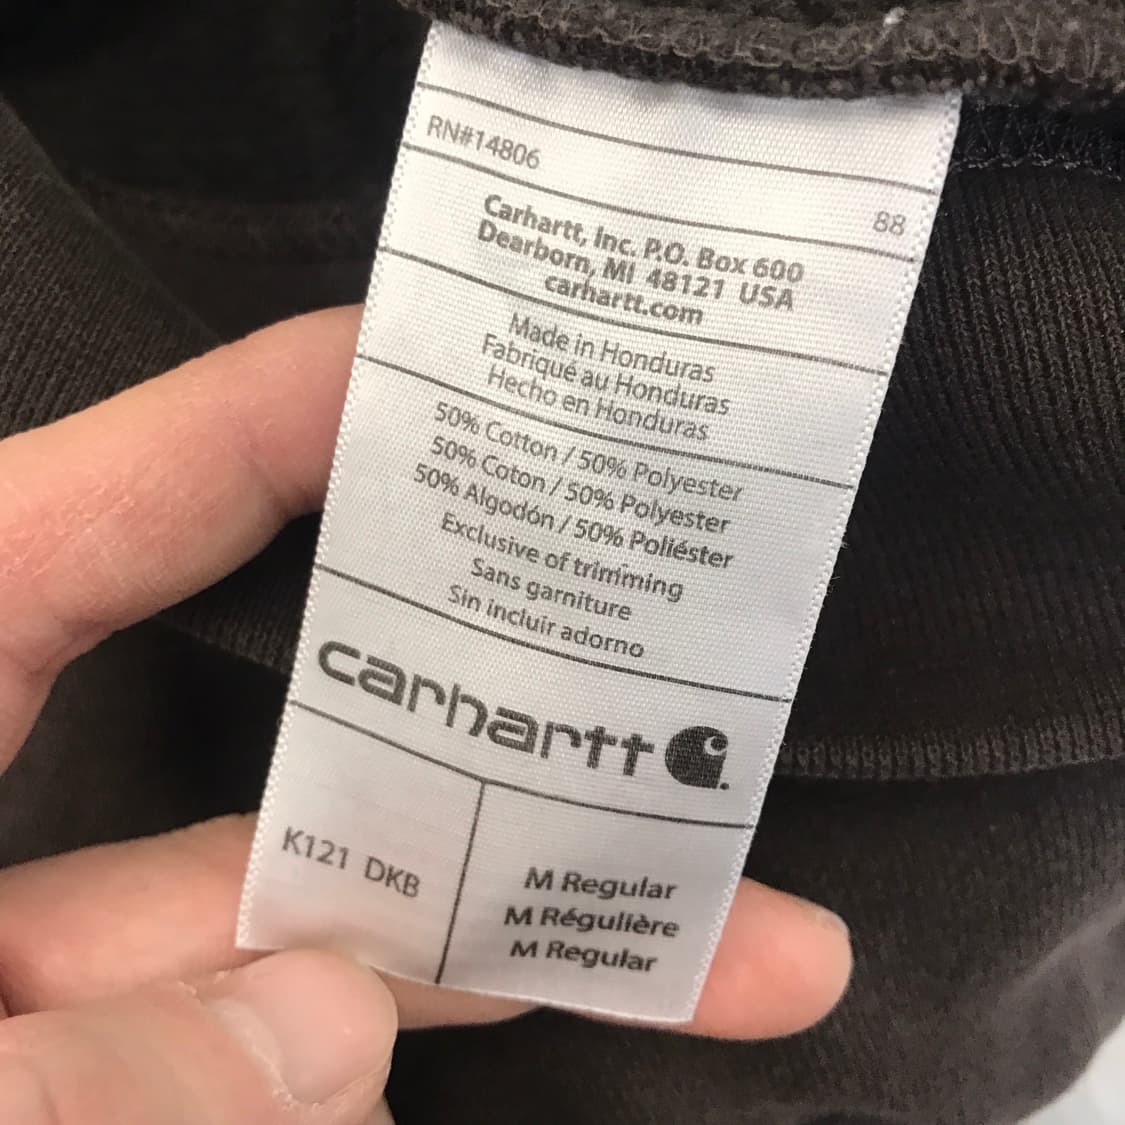 RN#14806
88
Carhartt, Inc. P.O. Box 600
Dearborn, MI 48121 USA
carhartt.com
Made in Honduras
Fabriqué au Honduras
Hecho en Honduras
50% Cotton / 50% Polyester
50% Coton / 50% Polyester
50% Algodón / 50% Poliéster
Exclusive of trimming
Sans garniture
Sin incluir adorno
carhartt
K121 DKB
M Regular
M Régulière
M Regular